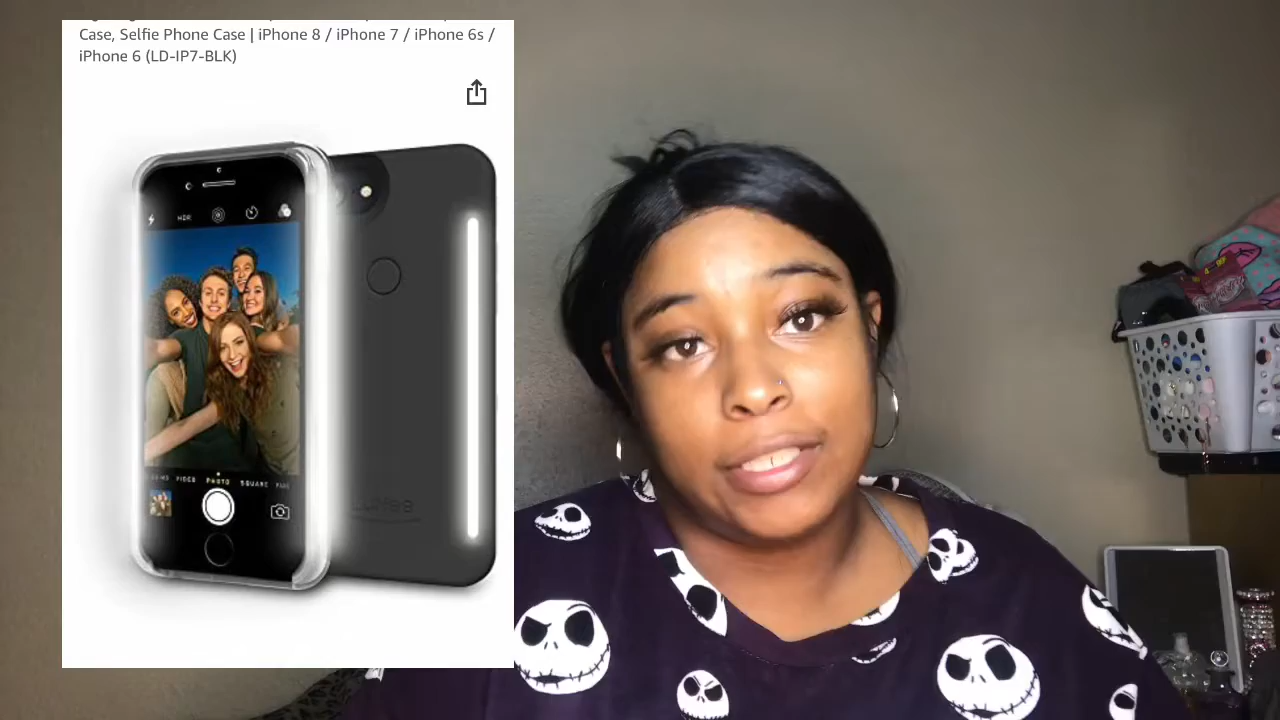 Case, Selfie Phone Case | iPhone 8 / iPhone 7 / iPhone 6s /
iPhone 6 (LD-IP7-BLK)
HDR
VIDEO PHOTO SQUARE